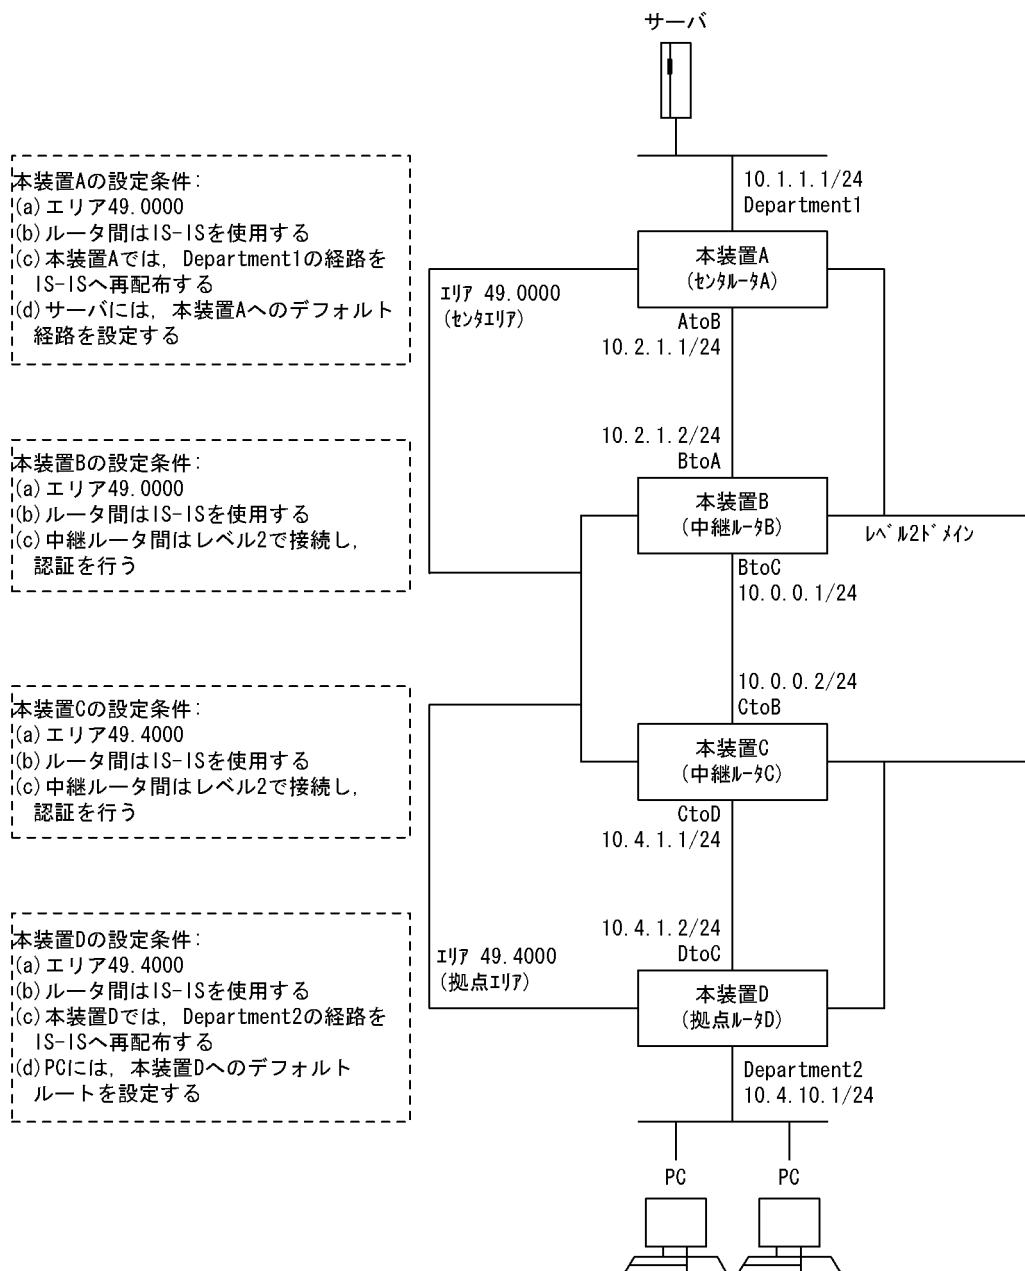 サーバ
10.1.1.1/24
Department1
本装置Aの設定条件:
(a)エリア49.0000
(b)ルータ間はIS-ISを使用する
(c)本装置Aでは，Department1の経路を
IS-ISへ再配布する
(d)サーバには，本装置Aへのデフォルト
経路を設定する
本装置A
(ｾﾝﾀﾙｰﾀA)
ｴﾘｱ 49.0000
(ｾﾝﾀｴﾘｱ)
AtoB
10.2.1.1/24
10.2.1.2/24
BtoA
本装置Bの設定条件:
(a)エリア49.0000
(b)ルータ間はIS-ISを使用する
(c)中継ルータ間はレベル2で接続し，
認証を行う
本装置B
(中継ﾙｰﾀB)
ﾚﾍﾞﾙ2ﾄﾞﾒｲﾝ
BtoC
10.0.0.1/24
10.0.0.2/24
CtoB
本装置Cの設定条件:
(a)エリア49.4000
(b)ルータ間はIS-ISを使用する
(c)中継ルータ間はレベル2で接続し，
認証を行う
本装置C
(中継ﾙｰﾀC)
CtoD
10.4.1.1/24
10.4.1.2/24
DtoC
本装置Dの設定条件:
(a)エリア49.4000
(b)ルータ間はIS-ISを使用する
(c)本装置Dでは，Department2の経路を
IS-ISへ再配布する
(d)PCには，本装置Dへのデフォルト
ルートを設定する
ｴﾘｱ 49.4000
(拠点ｴﾘｱ)
本装置D
(拠点ﾙｰﾀD)
Department2
10.4.10.1/24
PC
PC